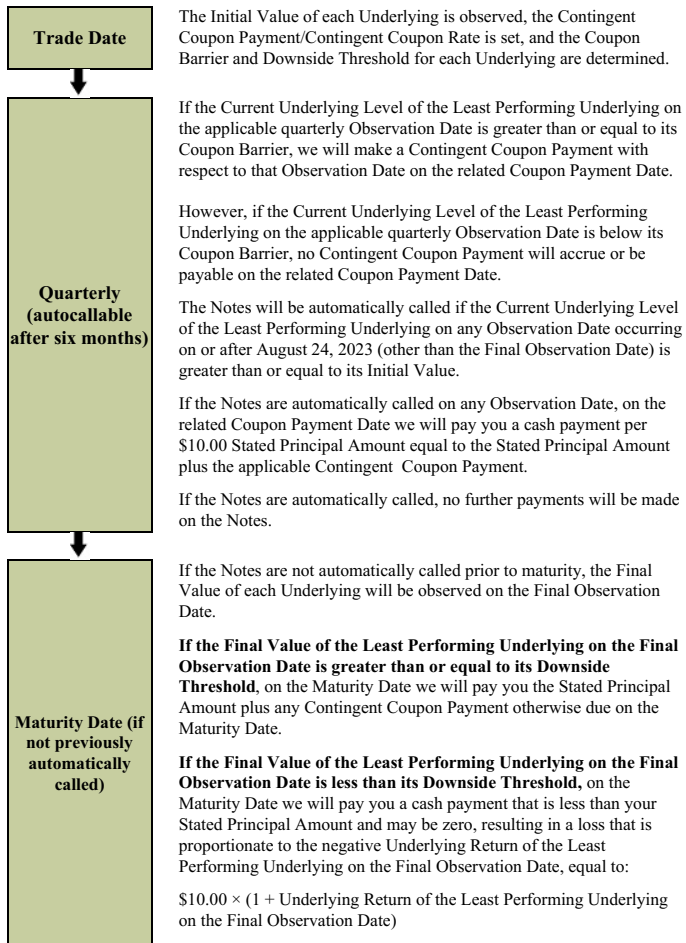 Trade Date
The Initial Value of each Underlying is observed, the Contingent
Coupon Payment/Contingent Coupon Rate is set, and the Coupon
Barrier and Downside Threshold for each Underlying are determined.
Quarterly
(autocallable
after six months)
If the Current Underlying Level of the Least Performing Underlying on
the applicable quarterly Observation Date is greater than or equal to its
Coupon Barrier, we will make a Contingent Coupon Payment with
respect to that Observation Date on the related Coupon Payment Date.
However, if the Current Underlying Level of the Least Performing
Underlying on the applicable quarterly Observation Date is below its
Coupon Barrier, no Contingent Coupon Payment will accrue or be
payable on the related Coupon Payment Date.
The Notes will be automatically called if the Current Underlying Level
of the Least Performing Underlying on any Observation Date occurring
on or after August 24, 2023 (other than the Final Observation Date) is
greater than or equal to its Initial Value.
If the Notes are automatically called on any Observation Date, on the
related Coupon Payment Date we will pay you a cash payment per
$10.00 Stated Principal Amount equal to the Stated Principal Amount
plus the applicable Contingent Coupon Payment.
If the Notes are automatically called, no further payments will be made
on the Notes.
Maturity Date (if
not previously
automatically
called)
If the Notes are not automatically called prior to maturity, the Final
Value of each Underlying will be observed on the Final Observation
Date.
If the Final Value of the Least Performing Underlying on the Final
Observation Date is greater than or equal to its Downside
Threshold, on the Maturity Date we will pay you the Stated Principal
Amount plus any Contingent Coupon Payment otherwise due on the
Maturity Date.
If the Final Value of the Least Performing Underlying on the Final
Observation Date is less than its Downside Threshold, on the
Maturity Date we will pay you a cash payment that is less than your
Stated Principal Amount and may be zero, resulting in a loss that is
proportionate to the negative Underlying Return of the Least
Performing Underlying on the Final Observation Date, equal to:
$10.00 × (1 + Underlying Return of the Least Performing Underlying
on the Final Observation Date)